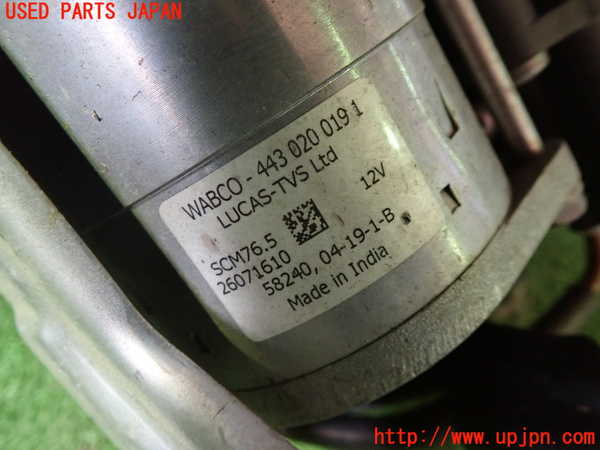 USED PARTS JAPAN
WABCO - 443 020 019 1
LUCAS-TVS Ltd
12V
SCM76.5
26071610
58240, 04-19-1-B
Made in India
http://www.upjpn.com/